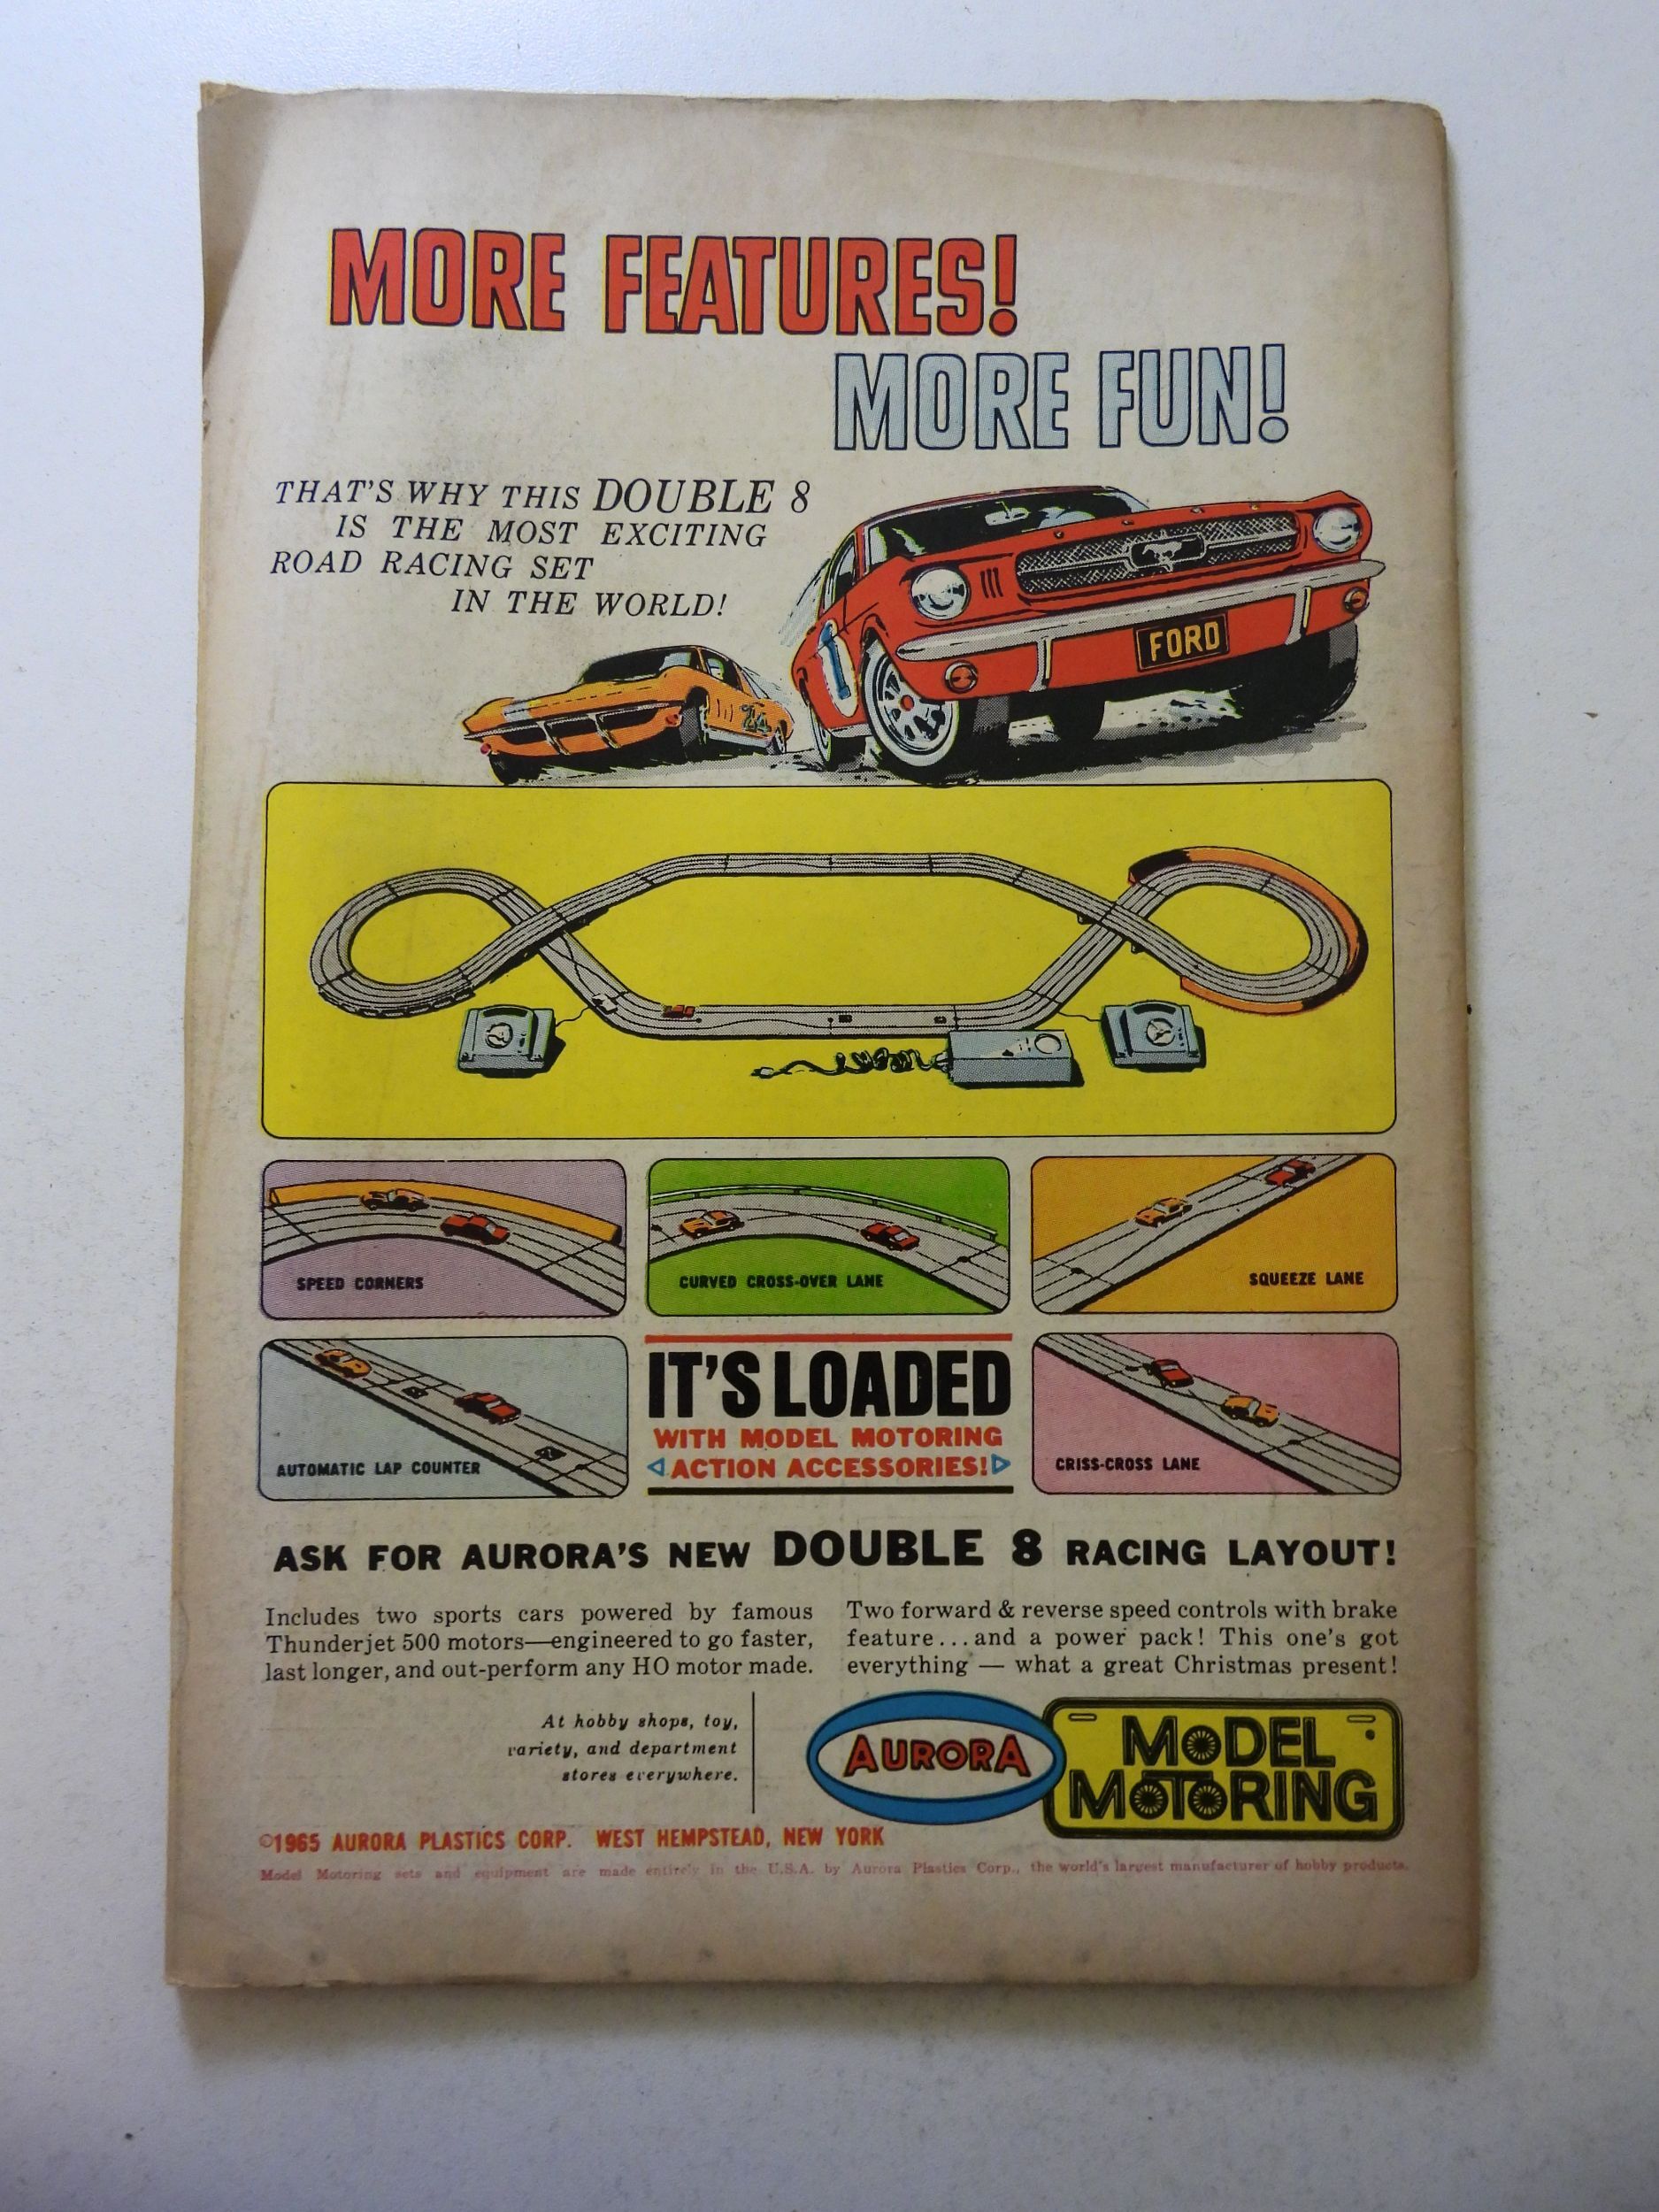 MORE FEATURES!
MORE FUN!
THAT'S WHY THIS DOUBLE 8
IS THE MOST EXCITING
ROAD RACING SET
IN THE WORLD!
FORD
SPEED CORNERS
CURVED CROSS-OVER LANE
SQUEEZE LANE
AUTOMATIC LAP COUNTER
IT'S LOADED
WITH MODEL MOTORING
ACTION ACCESSORIES!
CRISS-CROSS LANE
ASK FOR AURORA'S NEW DOUBLE 8 RACING LAYOUT!
Includes two sports cars powered by famous
Thunderjet 500 motors—engineered to go faster,
last longer, and out-perform any HO motor made.
Two forward & reverse speed controls with brake
feature...and a power pack! This one's got
everything — what a great Christmas present!
At hobby shops, toy,
variety, and department
stores everywhere.
AURORA
MODEL
MOTORING
©1965 AURORA PLASTICS CORP. WEST HEMPSTEAD, NEW YORK
Model Motoring sets and equipment are made entirely in the U.S.A. by Aurora Plastics Corp., the world's largest manufacturer of hobby products.